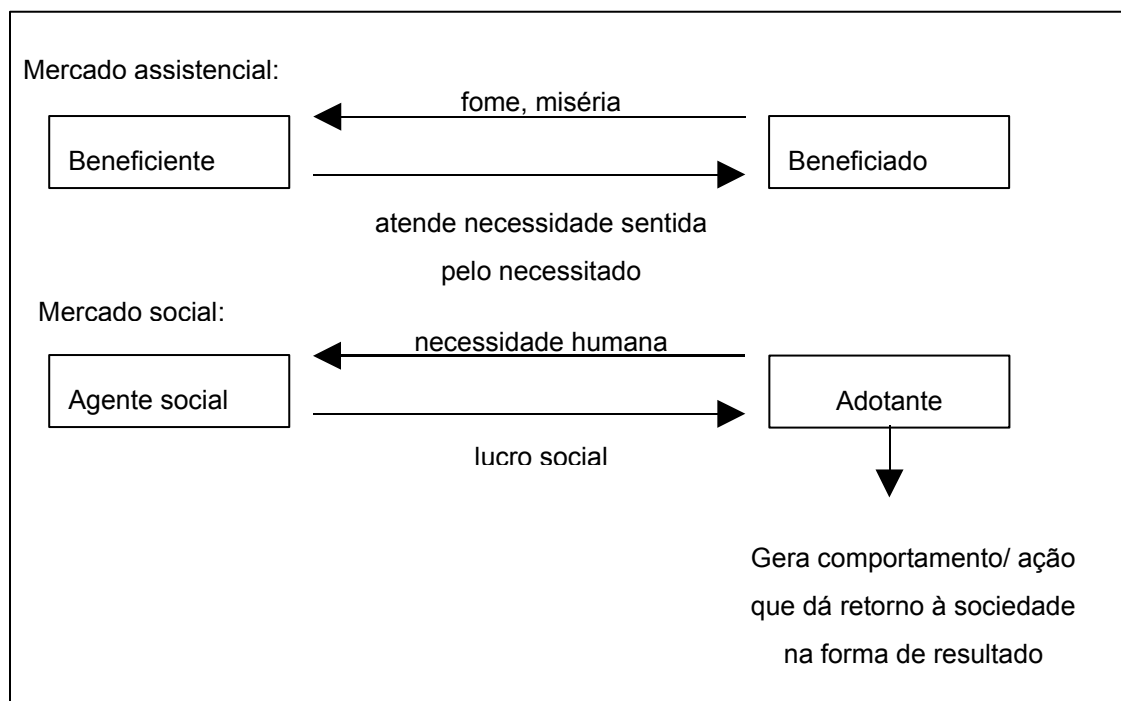 Mercado assistencial:
fome, miséria
Beneficiente
Beneficiado
atende necessidade sentida
pelo necessitado
Mercado social:
necessidade humana
Agente social
Adotante
lucro social
Gera comportamento/ ação
que dá retorno à sociedade
na forma de resultado